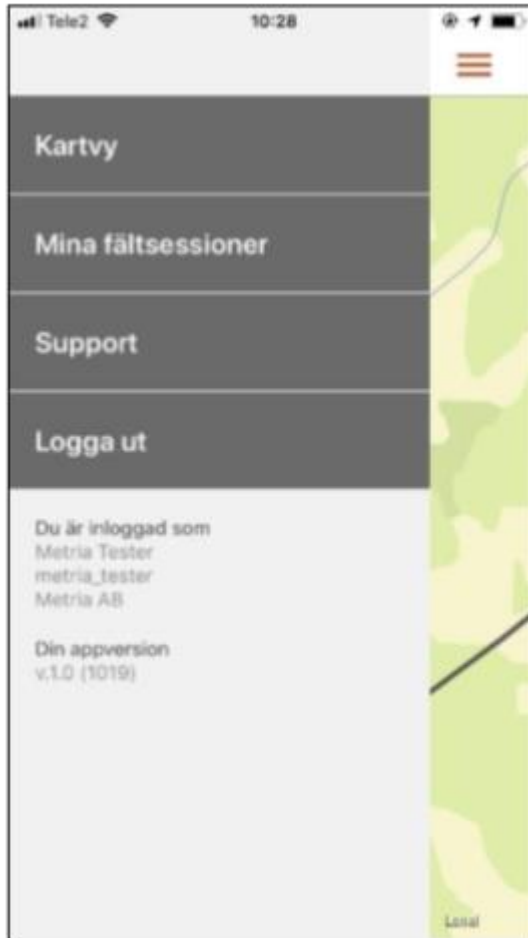 Tele2
10:28
Kartvy
Mina fältsessioner
Support
Logga ut
Du är inloggad som
Metria Tester
metria_tester
Metria AB
Din appversion
v.1.0 (1019)